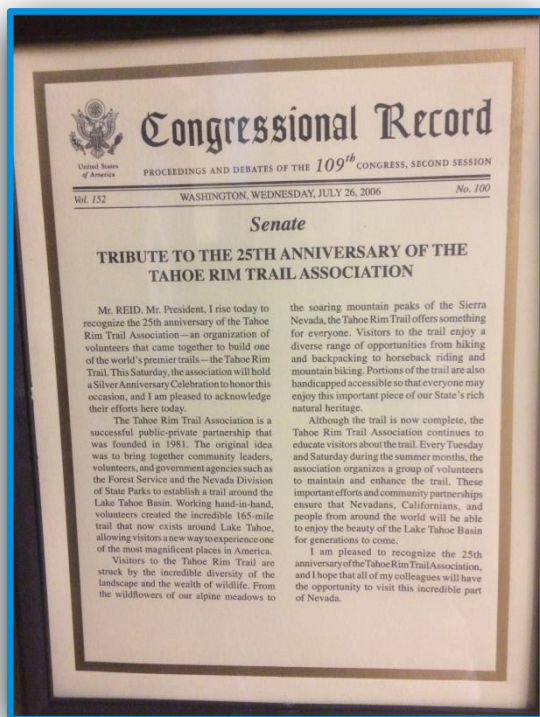 Congressional Record
United States
of America
PROCEEDINGS AND DEBATES OF THE 109th CONGRESS, SECOND SESSION
Vol. 152
WASHINGTON, WEDNESDAY, JULY 26, 2006
No. 100
Senate
TRIBUTE TO THE 25TH ANNIVERSARY OF THE
TAHOE RIM TRAIL ASSOCIATION
Mr. REID. Mr. President, I rise today to
recognize the 25th anniversary of the Tahoe
Rim Trail Association—an organization of
volunteers that came together to build one
of the world's premier trails—the Tahoe Rim
Trail. This Saturday, the association will hold
a Silver Anniversary Celebration to honor this
occasion, and I am pleased to acknowledge
their efforts here today.
The Tahoe Rim Trail Association is a
successful public-private partnership that
was founded in 1981. The original idea
was to bring together community leaders,
volunteers, and government agencies such as
the Forest Service and the Nevada Division
of State Parks to establish a trail around the
Lake Tahoe Basin. Working hand-in-hand,
volunteers created the incredible 165-mile
trail that now exists around Lake Tahoe,
allowing visitors a new way to experience one
of the most magnificent places in America.
Visitors to the Tahoe Rim Trail are
struck by the incredible diversity of the
landscape and the wealth of wildlife. From
the wildflowers of our alpine meadows to
the soaring mountain peaks of the Sierra
Nevada, the Tahoe Rim Trail offers something
for everyone. Visitors to the trail enjoy a
diverse range of opportunities from hiking
and backpacking to horseback riding and
mountain biking. Portions of the trail are also
handicapped accessible so that everyone may
enjoy this important piece of our State's rich
natural heritage.
Although the trail is now complete, the
Tahoe Rim Trail Association continues to
educate visitors about the trail. Every Tuesday
and Saturday during the summer months, the
association organizes a group of volunteers
to maintain and enhance the trail. These
important efforts and community partnerships
ensure that Nevadans, Californians, and
people from around the world will be able
to enjoy the beauty of the Lake Tahoe Basin
for generations to come.
I am pleased to recognize the 25th
anniversary of the Tahoe Rim Trail Association,
and I hope that all of my colleagues will have
the opportunity to visit this incredible part
of Nevada.